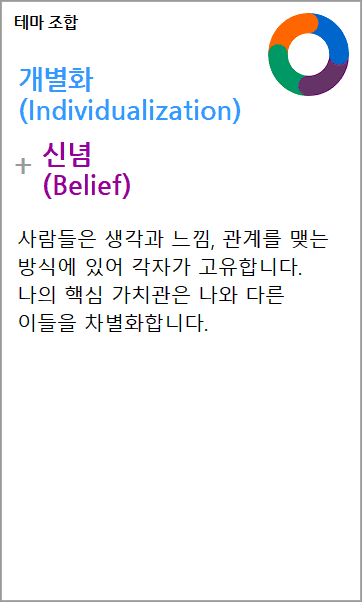 테마 조합
개별화
(Individualization)
+ 신념
(Belief)
사람들은 생각과 느낌, 관계를 맺는
방식에 있어 각자가 고유합니다.
나의 핵심 가치관은 나와 다른
이들을 차별화합니다.